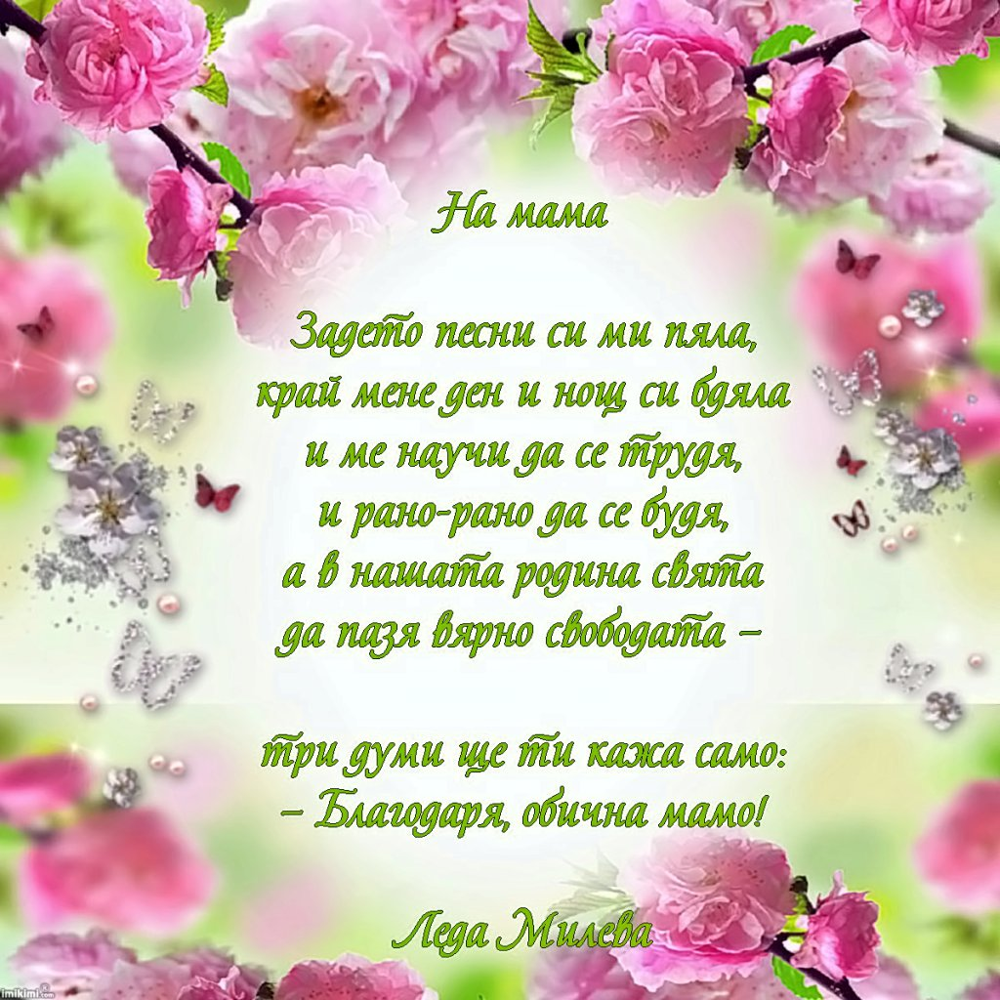 На мама
Задето песни си ми пяла,
край мене ден и нощ си бдяла
и ме научи да се трудя,
и рано-рано да се будя,
а в нашата родина свята
да пазя вярно свободата –
три думи ще ти кажа само:
– Благодаря, обична мамо!
Леда Милева
imikimi.com